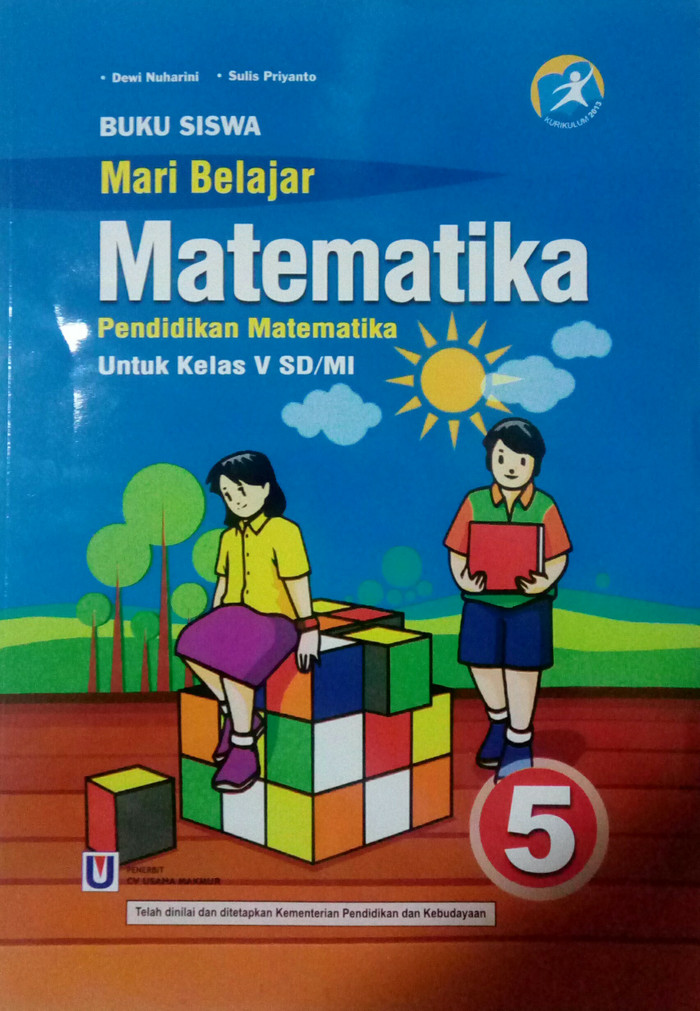 • Dewi Nuharini • Sulis Priyanto
KURIKULUM 2013
BUKU SISWA
Mari Belajar
Matematika
Pendidikan Matematika
Untuk Kelas V SD/MI
5
U
PENERBIT
CV USAHA MAKMUR
Telah dinilai dan ditetapkan Kementerian Pendidikan dan Kebudayaan